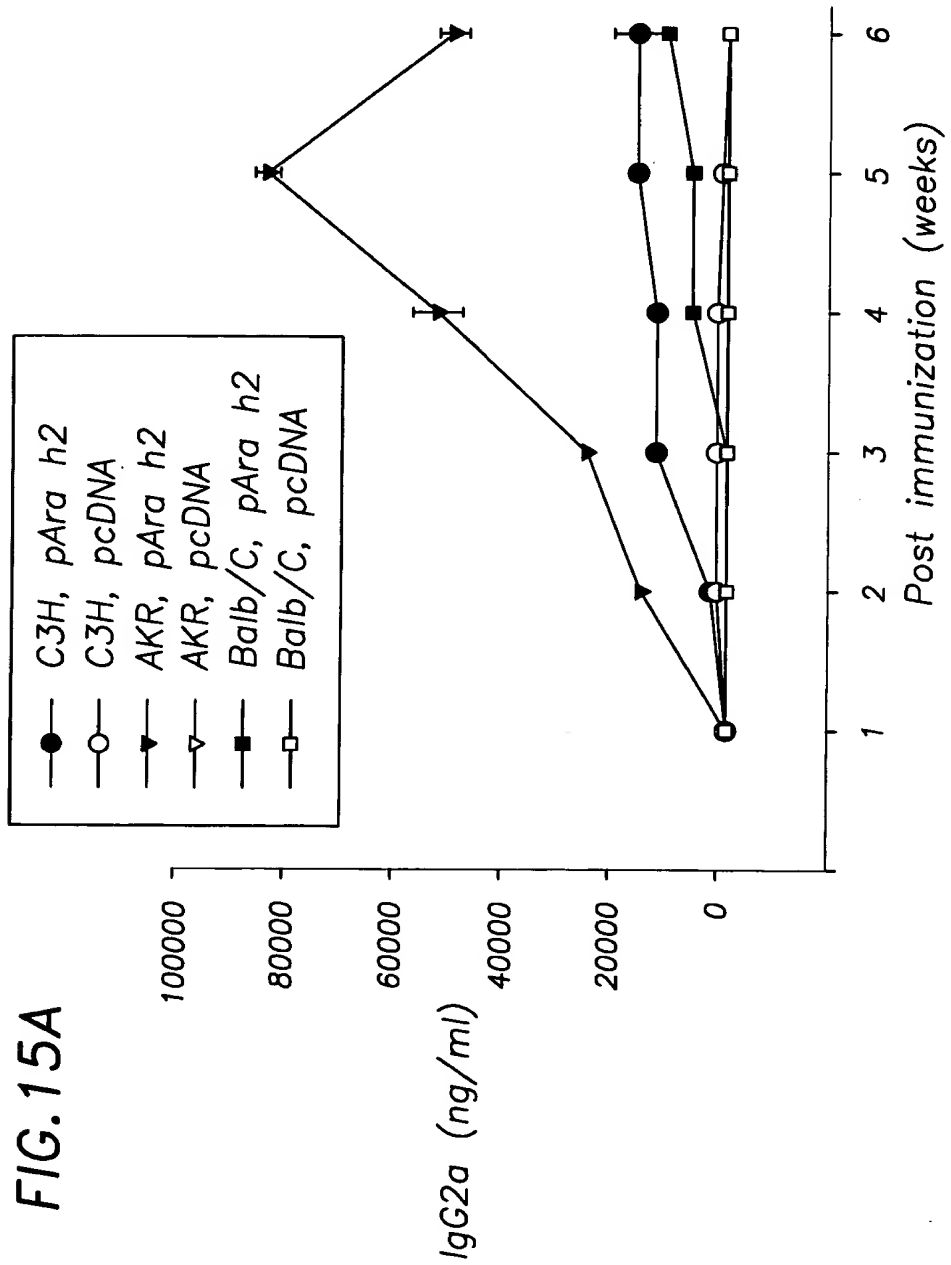 FIG. 15A
C3H, pAra h2
C3H, pcDNA
AKR, pAra h2
AKR, pcDNA
Balb/C, pAra h2
Balb/C, pcDNA
IgG2a (ng/ml)
100000
80000
60000
40000
20000
0
1 2 3 4 5 6
Post immunization (weeks)